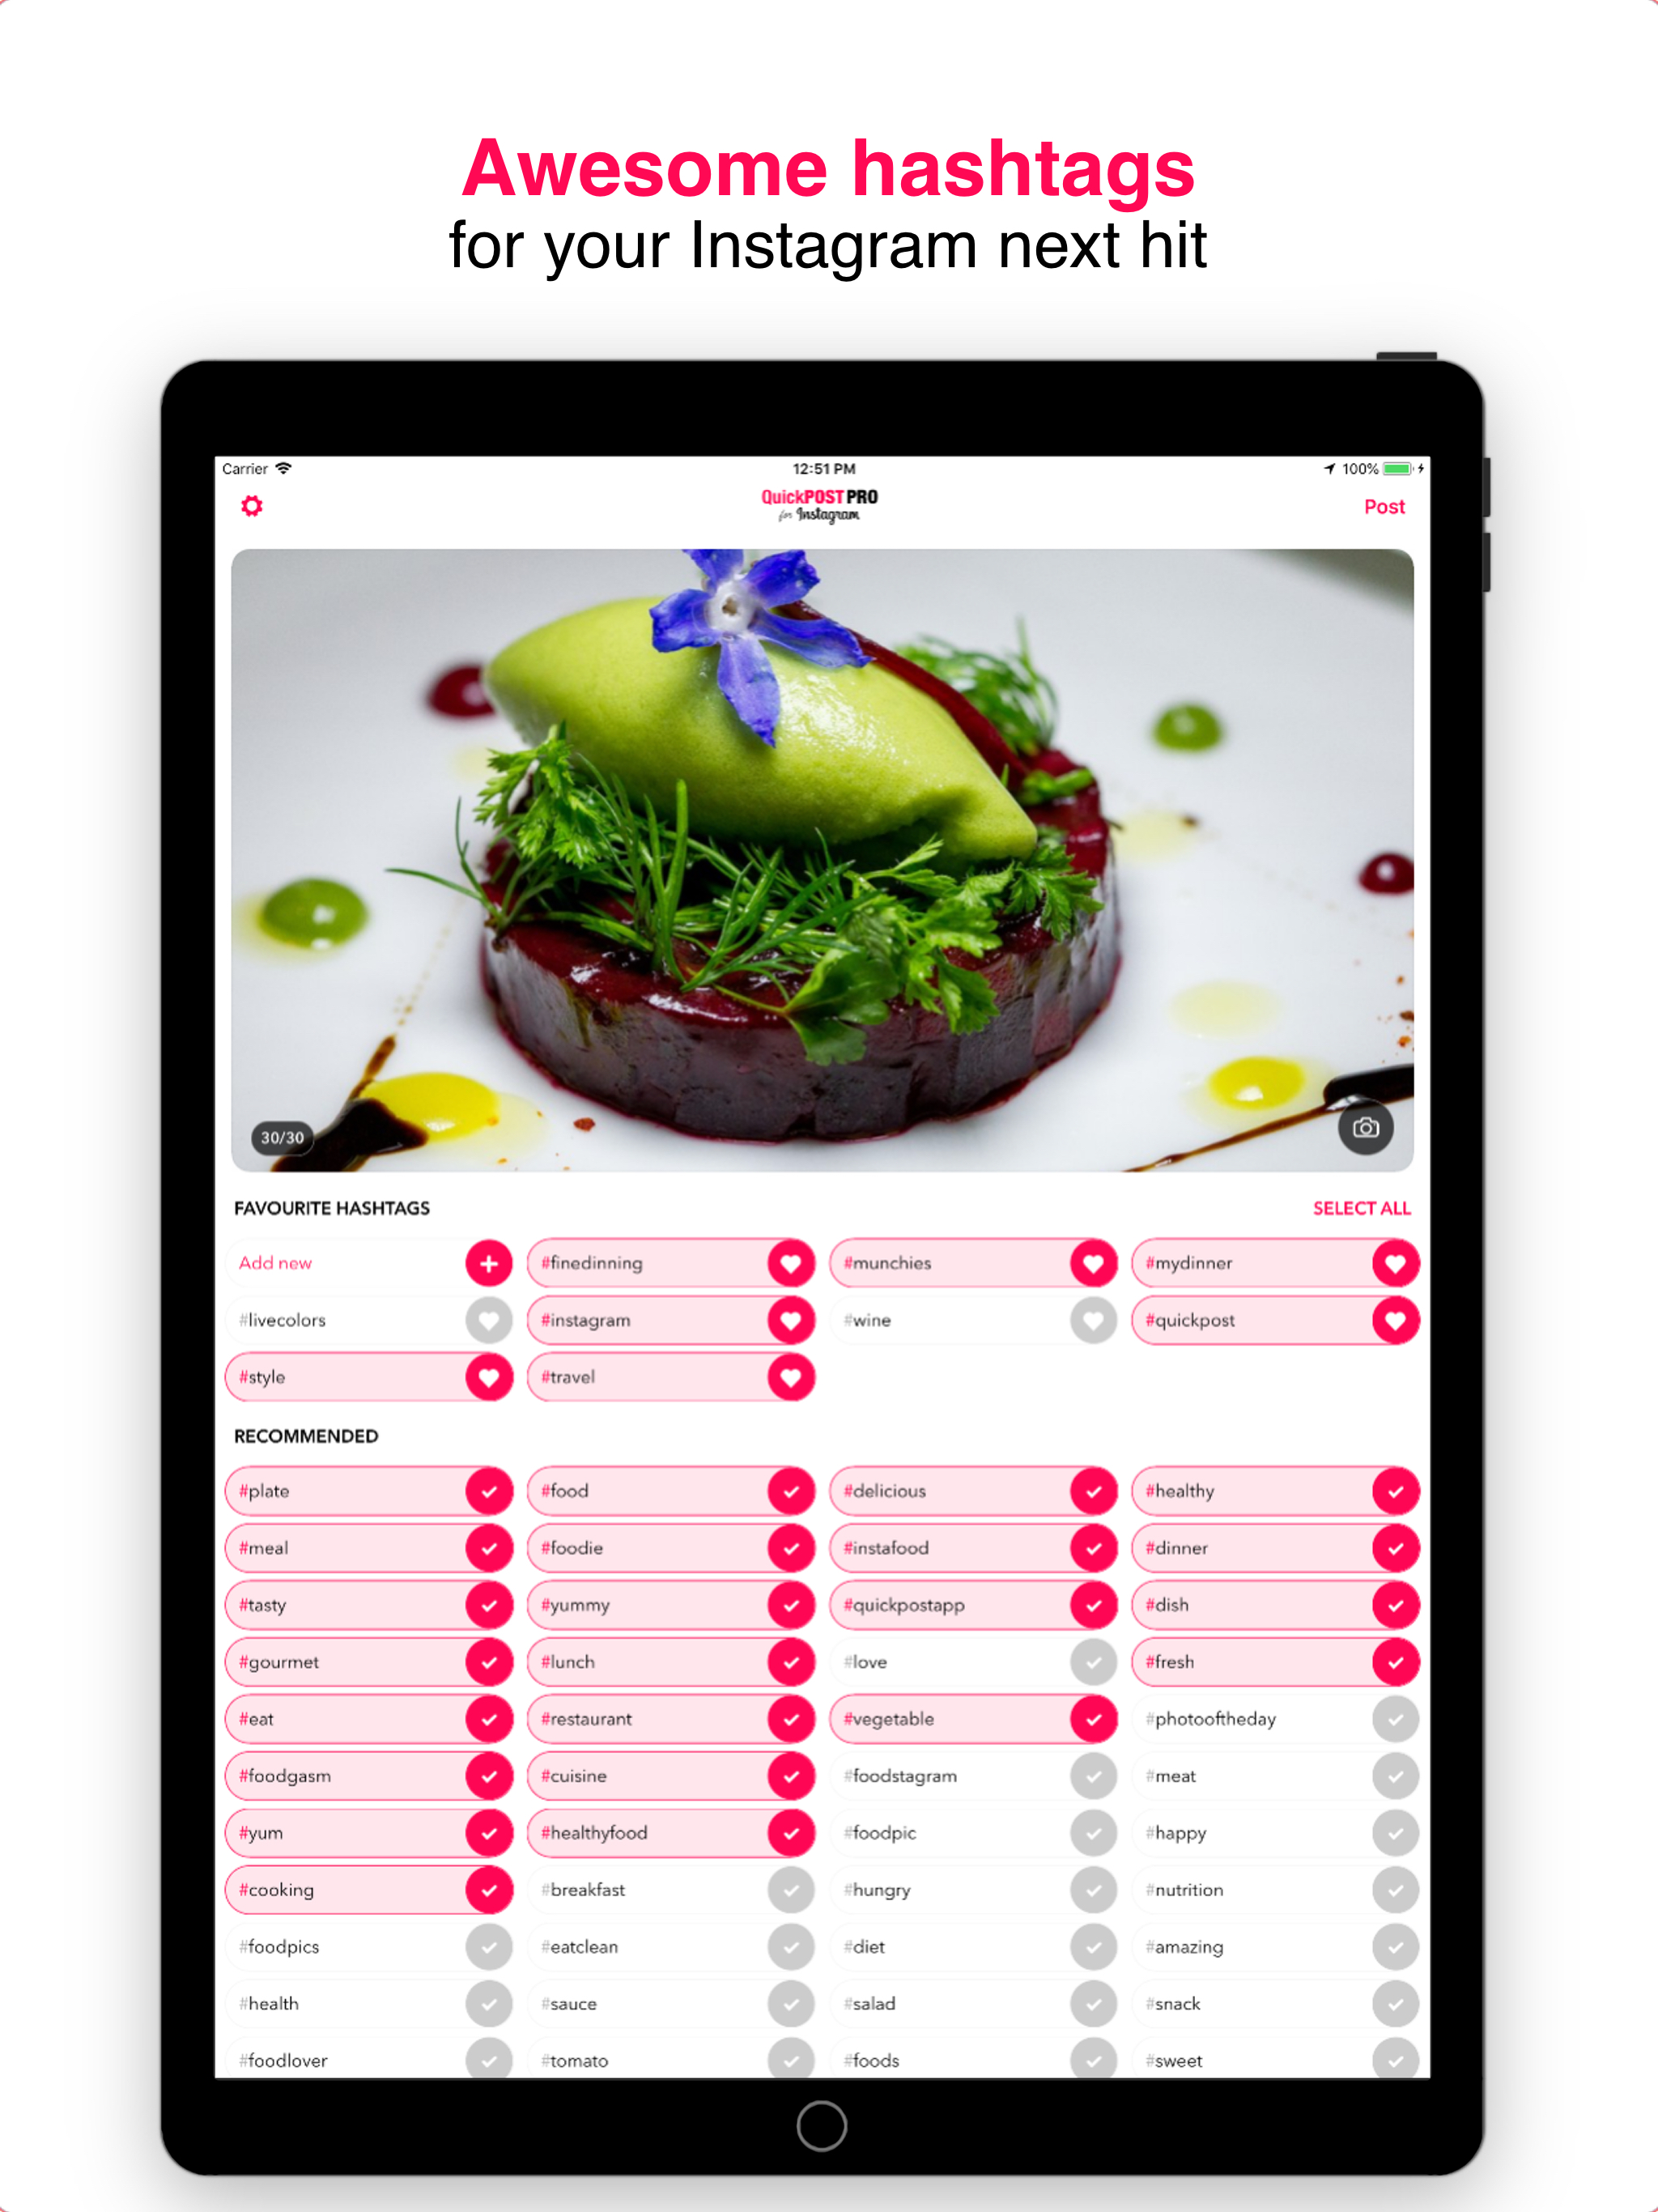 Awesome hashtags
for your Instagram next hit
Carrier 12:51 PM 100%
QuickPOST PRO
for Instagram
Post
30/30
FAVOURITE HASHTAGS SELECT ALL
Add new #finedinning #munchies #mydinner
#livecolors #instagram #wine #quickpost
#style #travel
RECOMMENDED
#plate #food #delicious #healthy
#meal #foodie #instafood #dinner
#tasty #yummy #quickpostapp #dish
#gourmet #lunch #love #fresh
#eat #restaurant #vegetable #photooftheday
#foodgasm #cuisine #foodstagram #meat
#yum #healthyfood #foodpic #happy
#cooking #breakfast #hungry #nutrition
#foodpics #eatclean #diet #amazing
#health #sauce #salad #snack
#foodlover #tomato #foods #sweet